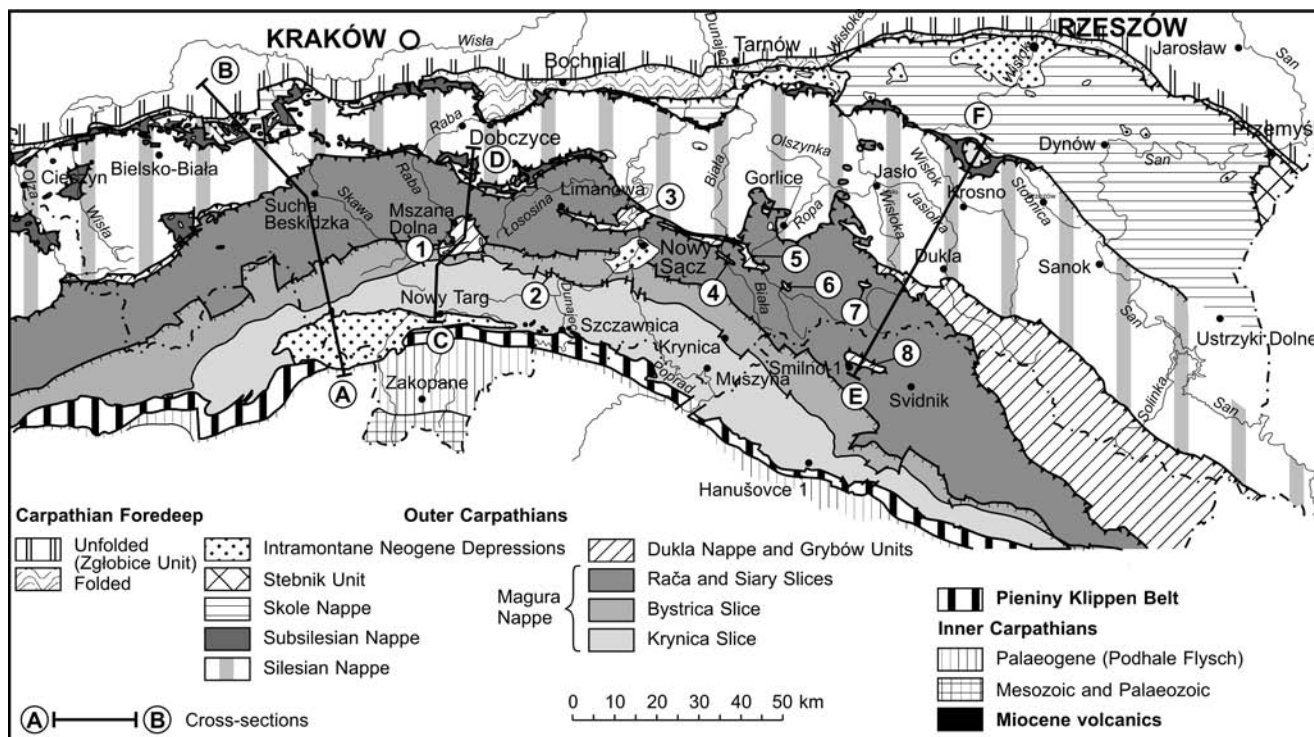 KRAKÓW
RZESZÓW
Wisła
Dunajec
Wisłoka
Tarnów
Jarosław
San
B
Bochnia
Wisłok
Raba
F
Przemyśl
Dobczyce
D
Biała
Olszynka
Dynów
San
Cieszyn
Bielsko-Biała
Olza
Wisła
Skawa
Raba
Limanowa
3
Gorlice
Jasło
Wisłok
Krosno
Stobnica
Sucha
Beskidzka
Mszana
Dolna
Łososina
Ropa
Wisłoka
Jasiołka
1
Nowy
Sącz
5
Dukla
Sanok
2
4
6
7
Nowy Targ
Dunajec
Szczawnica
Biała
San
Ustrzyki Dolne
C
Krynica
8
Zakopane
Poprad
Muszyna
Smilno-1
A
E
Svidnik
Solinka
San
Hanušovce 1
Carpathian Foredeep
Unfolded
(Zgłobice Unit)
Folded
Outer Carpathians
Intramontane Neogene Depressions
Stebnik Unit
Skole Nappe
Subsilesian Nappe
Silesian Nappe
Dukla Nappe and Grybów Units
Magura
Nappe
Rača and Siary Slices
Bystrica Slice
Krynica Slice
Pieniny Klippen Belt
Inner Carpathians
Palaeogene (Podhale Flysch)
Mesozoic and Palaeozoic
Miocene volcanics
A B Cross-sections
0 10 20 30 40 50 km